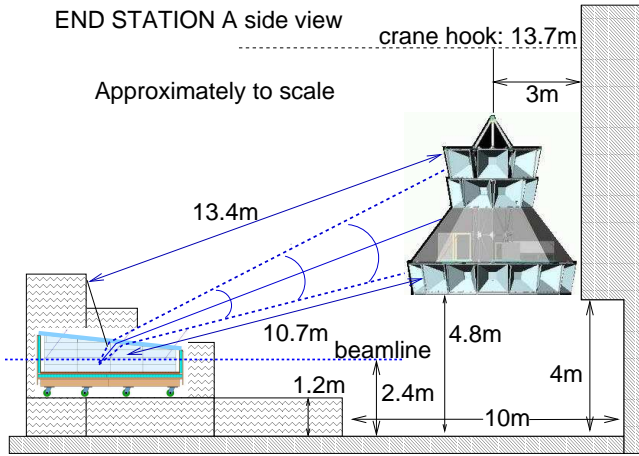 END STATION A side view
crane hook: 13.7m
3m
Approximately to scale
13.4m
10.7m
beamline
4.8m
1.2m
2.4m
4m
10m